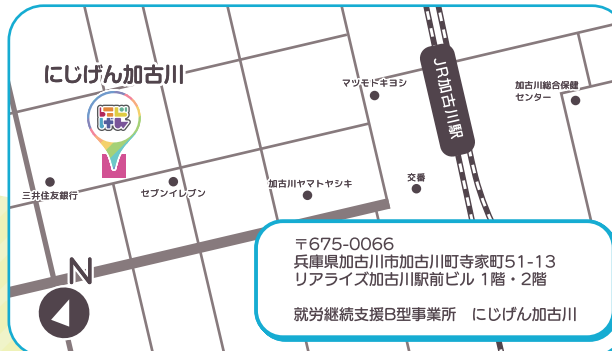 にじげん加古川
にじ
げん
マツモトキヨシ
JR加古川駅
加古川総合保健
センター
三井住友銀行
セブンイレブン
加古川ヤマトヤシキ
交番
N
〒675-0066
兵庫県加古川市加古川町寺家町51-13
リアライズ加古川駅前ビル 1階・2階
就労継続支援B型事業所 にじげん加古川